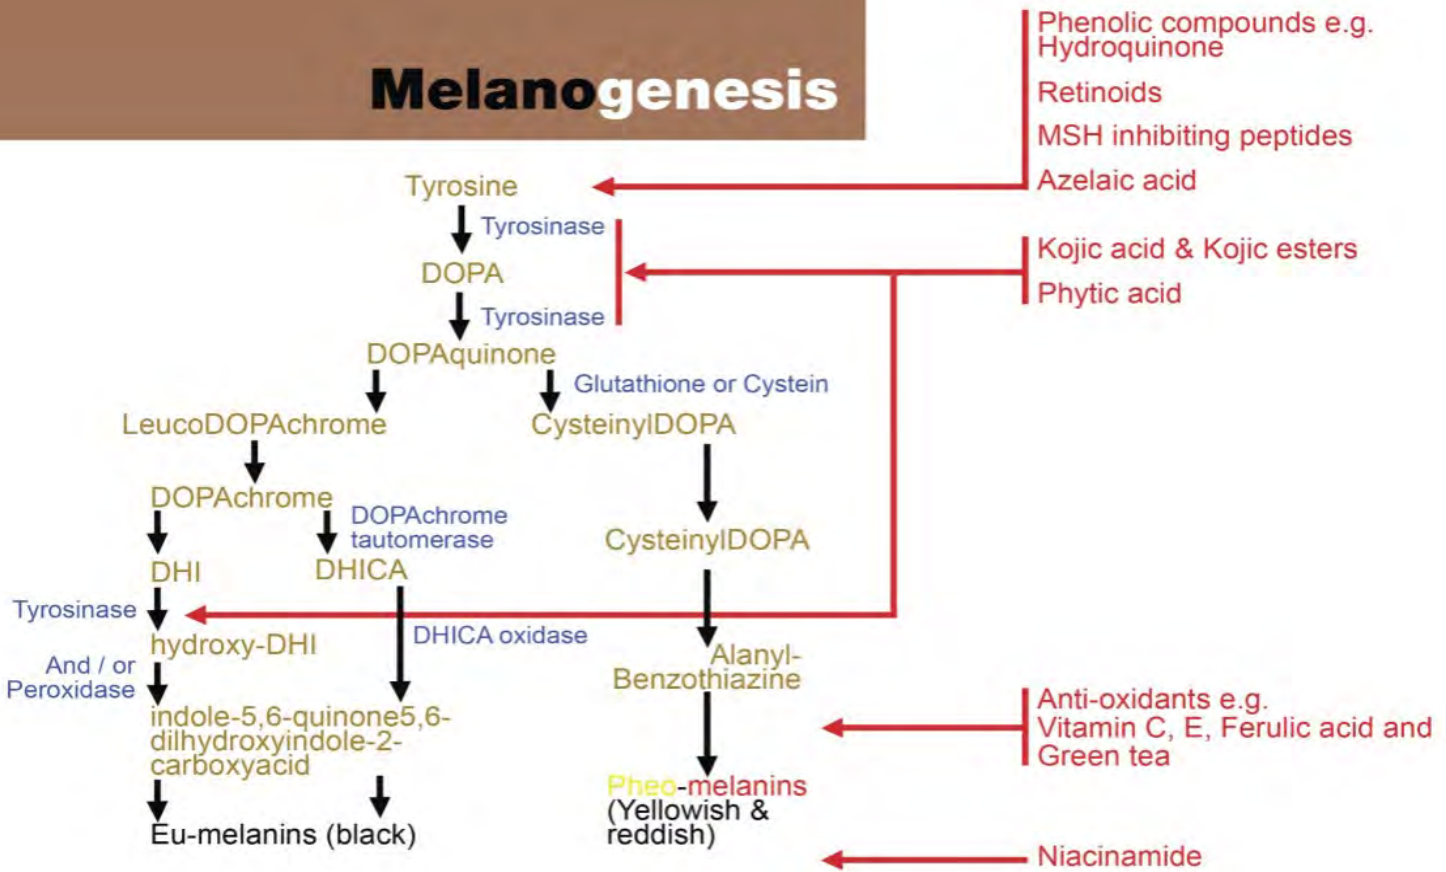 Melanogenesis
Phenolic compounds e.g.
Hydroquinone
Retinoids
MSH inhibiting peptides
Azelaic acid
Tyrosine
Tyrosinase
Kojic acid & Kojic esters
DOPA
Phytic acid
Tyrosinase
DOPAquinone
Glutathione or Cystein
LeucoDOPAchrome
CysteinylDOPA
DOPAchrome
DOPAchrome
tautomerase
CysteinylDOPA
DHI
DHICA
Tyrosinase
DHICA oxidase
hydroxy-DHI
And / or
Peroxidase
Alanyl-
Benzothiazine
indole-5,6-quinone5,6-
dilhydroxyindole-2-
carboxyacid
Anti-oxidants e.g.
Vitamin C, E, Ferulic acid and
Green tea
Pheo-melanins
(Yellowish &
reddish)
Eu-melanins (black)
Niacinamide